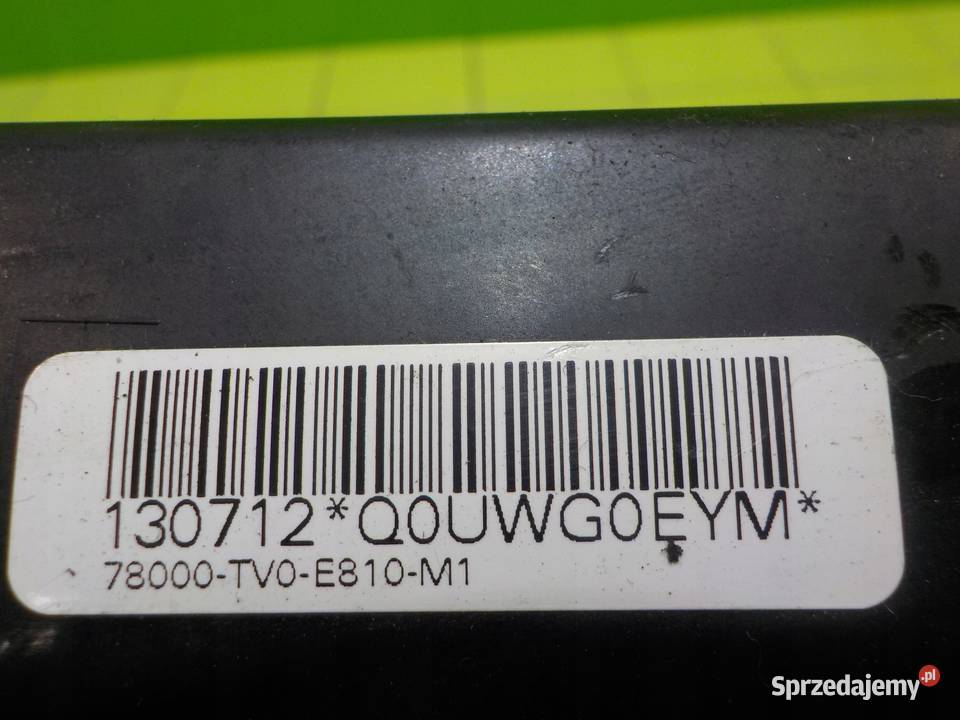 130712*Q0UWG0EYM*
78000-TV0-E810-M1
Sprzedajemy.pl